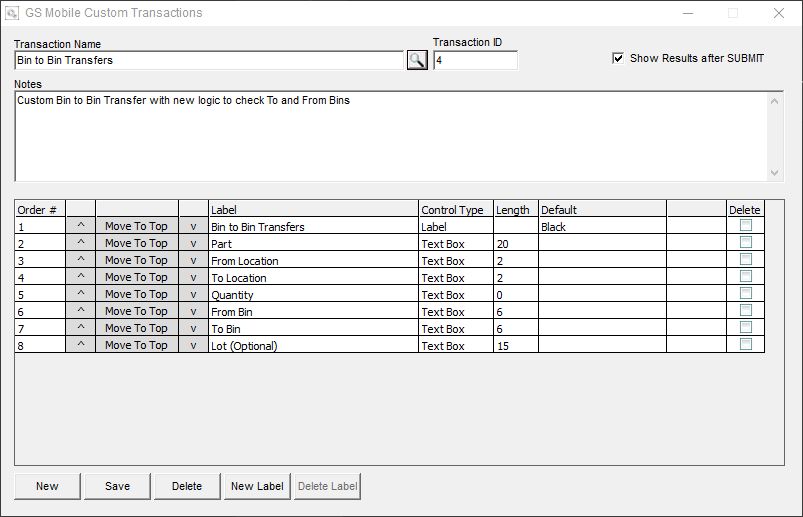 GS Mobile Custom Transactions
Transaction Name
Transaction ID
Bin to Bin Transfers
4
Show Results after SUBMIT
Notes
Custom Bin to Bin Transfer with new logic to check To and From Bins
Order # Label Control Type Length Default Delete
1 ^ Move To Top v Bin to Bin Transfers Label Black
2 ^ Move To Top v Part Text Box 20
3 ^ Move To Top v From Location Text Box 2
4 ^ Move To Top v To Location Text Box 2
5 ^ Move To Top v Quantity Text Box 0
6 ^ Move To Top v From Bin Text Box 6
7 ^ Move To Top v To Bin Text Box 6
8 ^ Move To Top v Lot (Optional) Text Box 15
New Save Delete New Label Delete Label